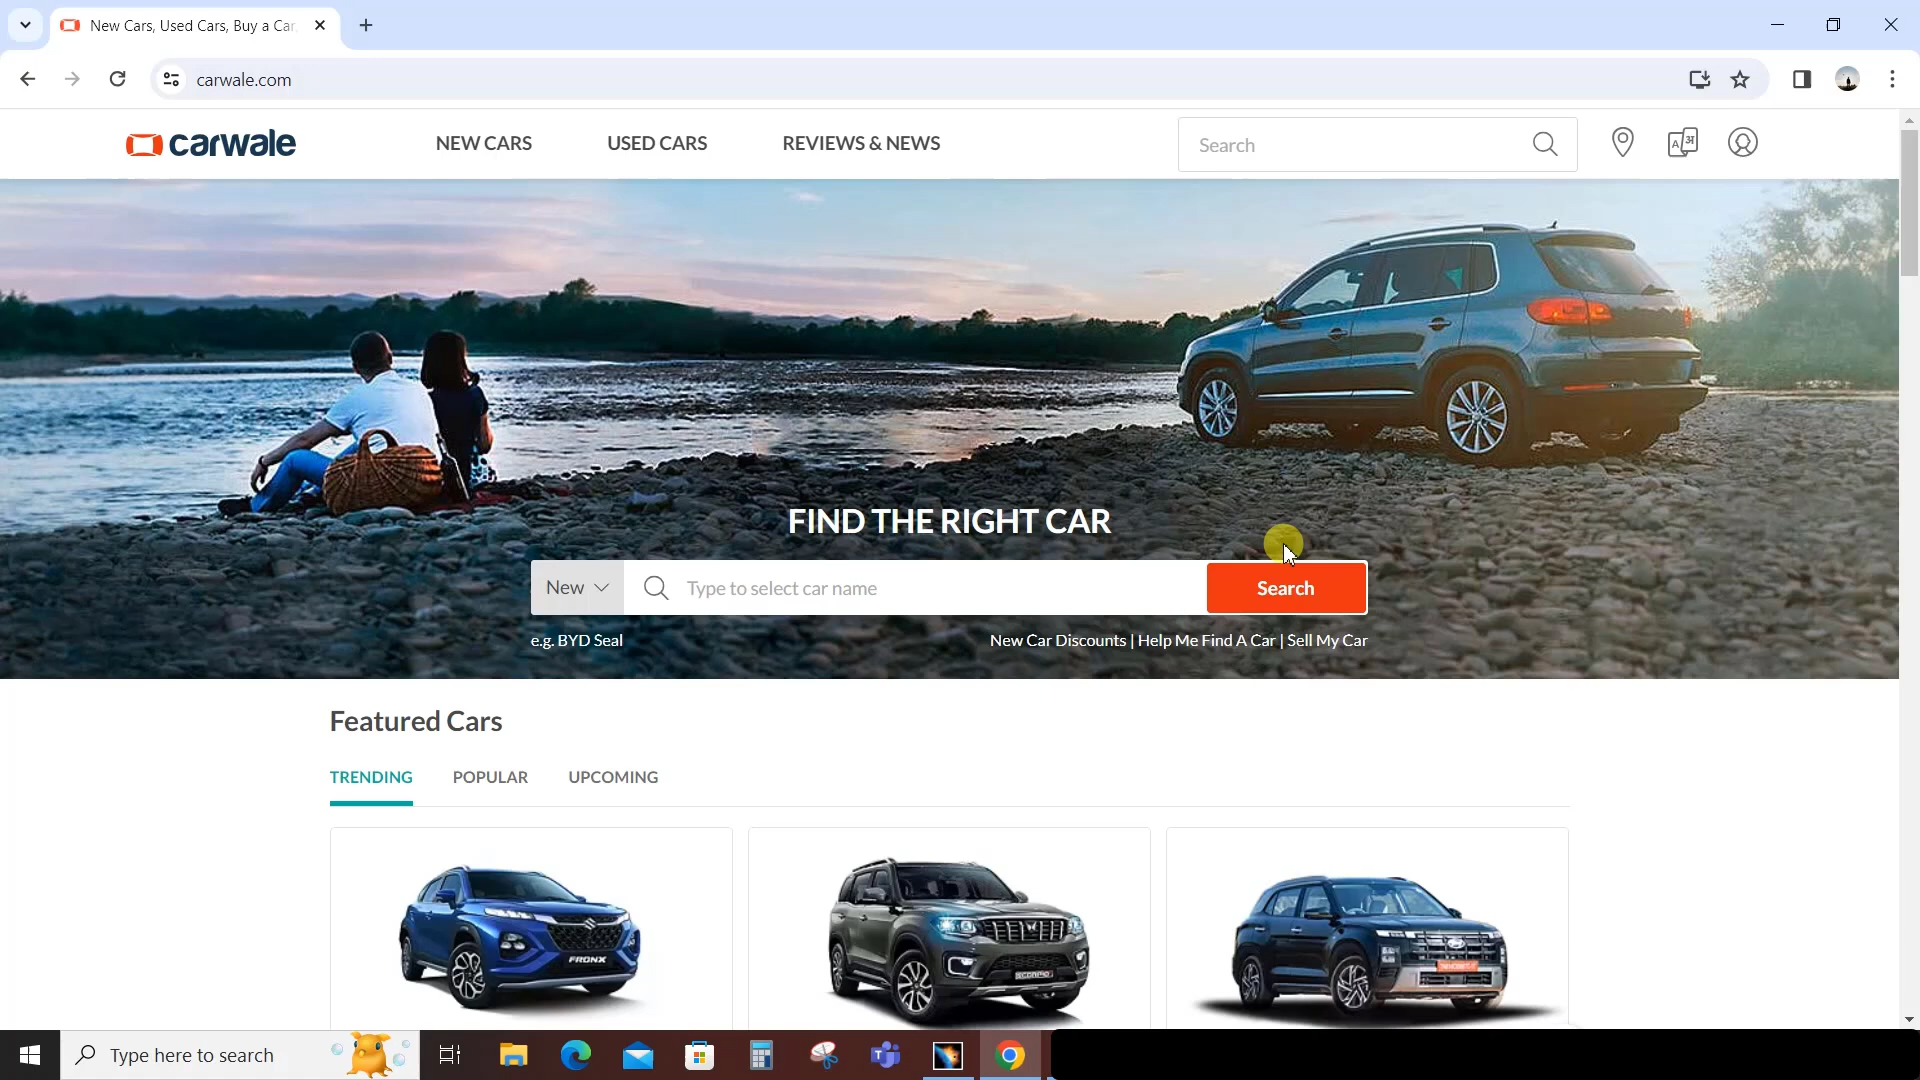 New Cars, Used Cars, Buy a Car
carwale.com
carwale
NEW CARS
USED CARS
REVIEWS & NEWS
Search
FIND THE RIGHT CAR
New
Type to select car name
Search
e.g. BYD Seal
New Car Discounts | Help Me Find A Car | Sell My Car
Featured Cars
TRENDING
POPULAR
UPCOMING
FRONX
SCORPIO
Type here to search